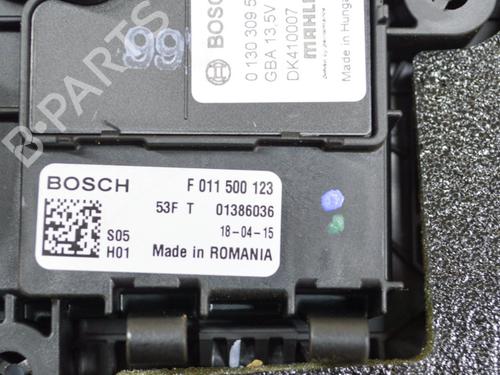 99
BOSCH
0 130 309 5
GBA 13.5V
DK410007
MAHLE
Made in Hunga
B-PARTS
BOSCH
F 011 500 123
53F T 01386036
18-04-15
S05
H01
Made in ROMANIA